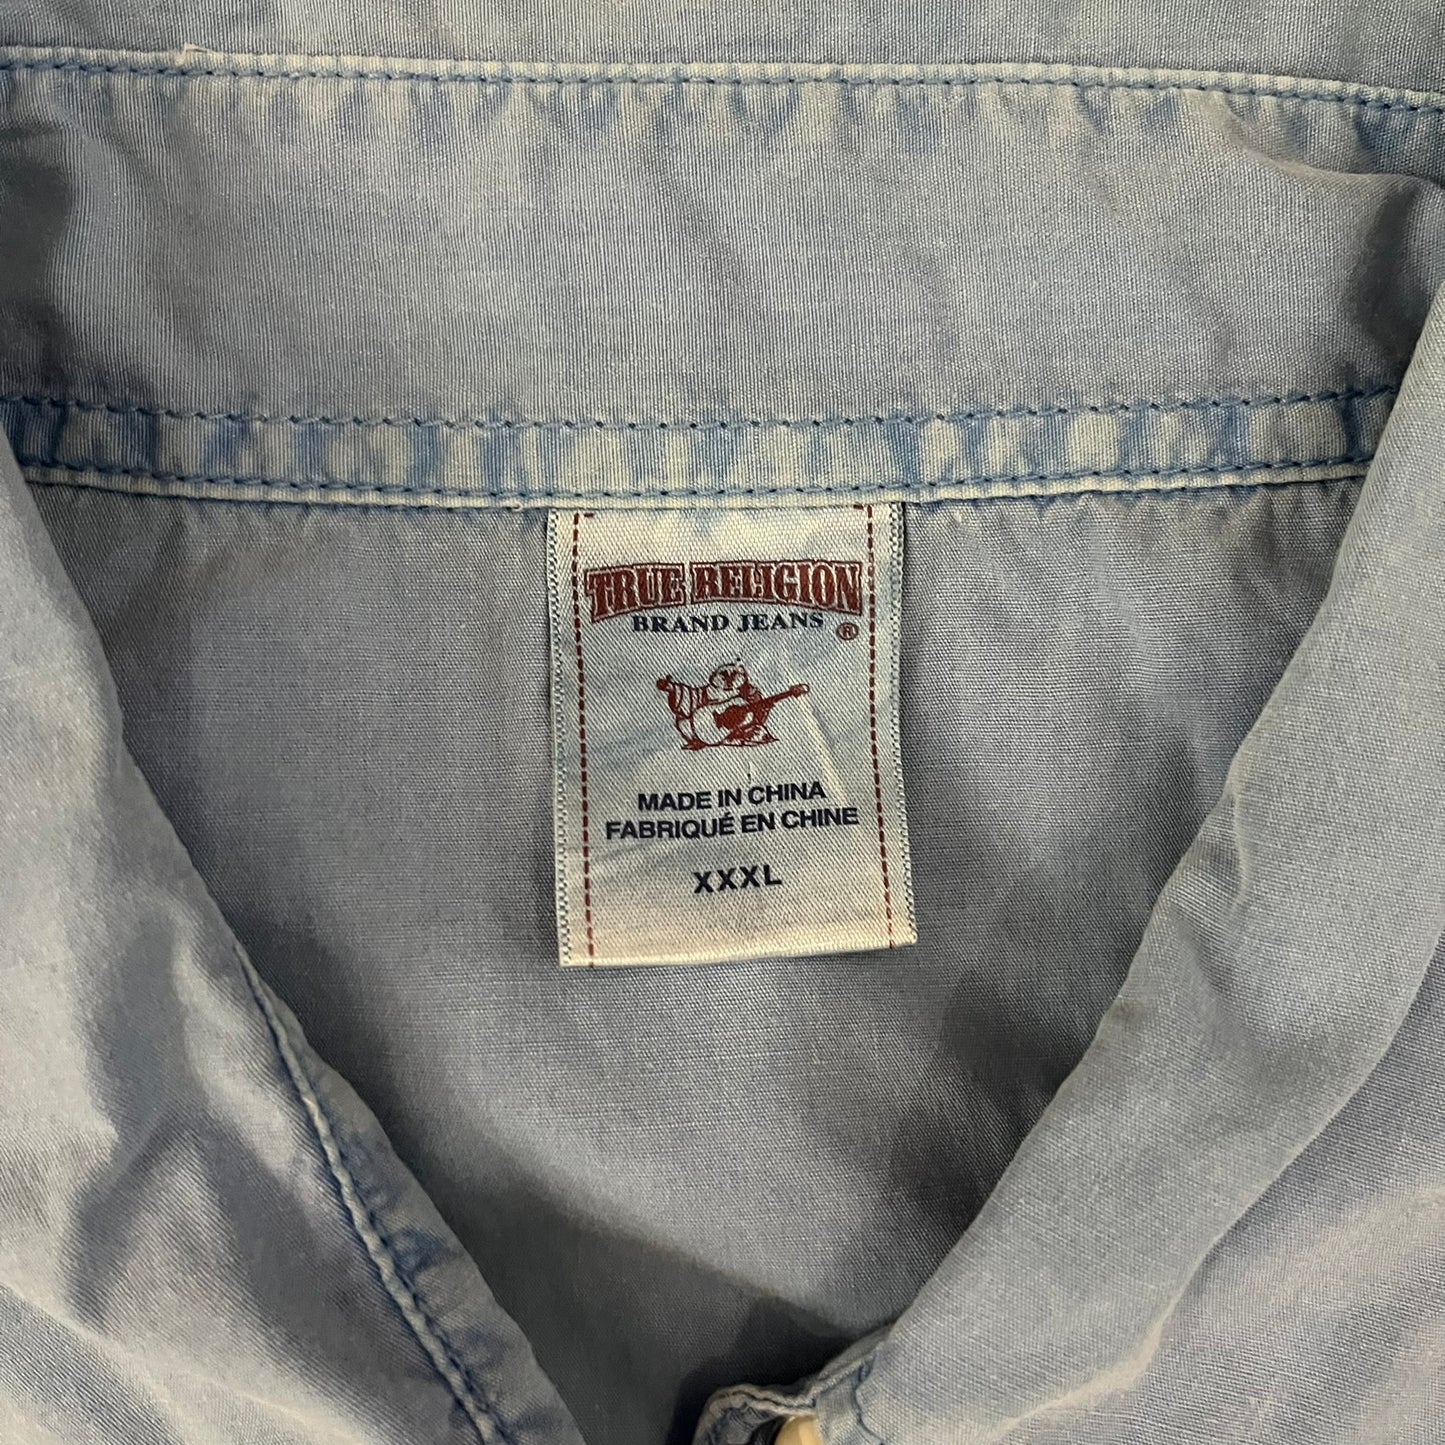 TRUE RELIGION
BRAND JEANS ®
MADE IN CHINA
FABRIQUÉ EN CHINE
XXXL